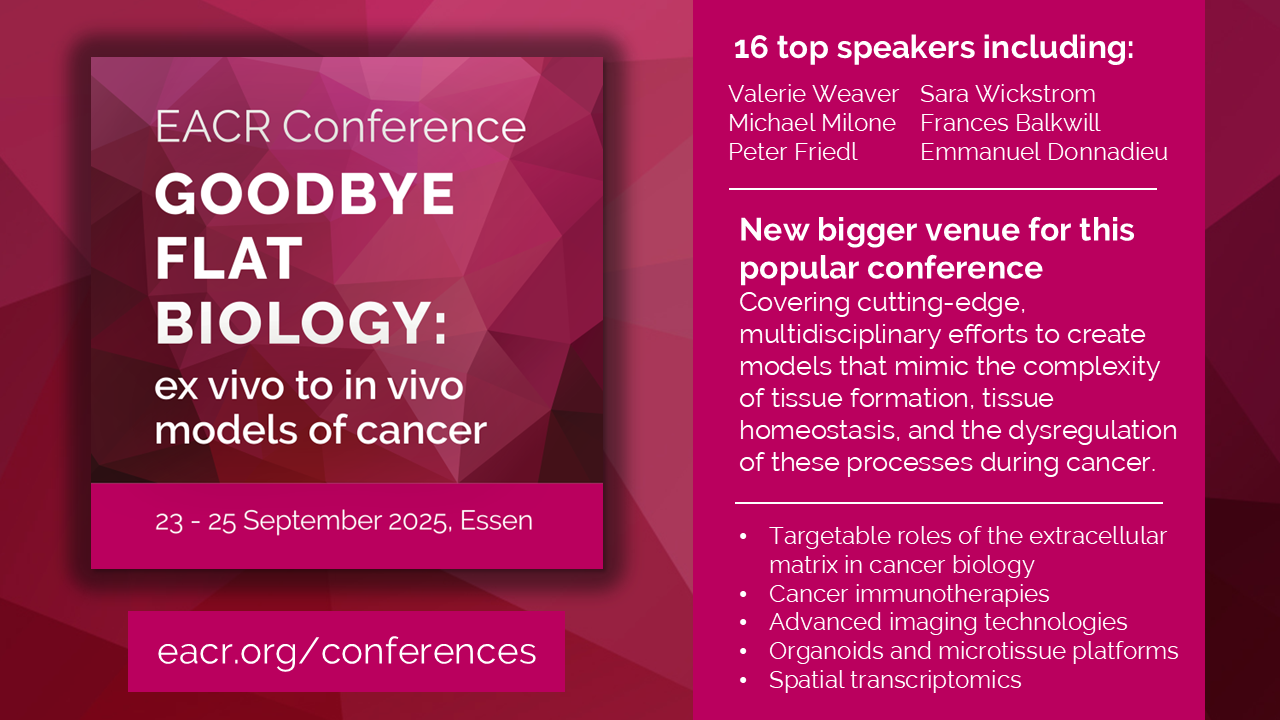 EACR Conference
GOODBYE
FLAT
BIOLOGY:
ex vivo to in vivo
models of cancer
23 - 25 September 2025, Essen
eacr.org/conferences
16 top speakers including:
Valerie Weaver
Michael Milone
Peter Friedl
Sara Wickstrom
Frances Balkwill
Emmanuel Donnadieu
New bigger venue for this
popular conference
Covering cutting-edge,
multidisciplinary efforts to create
models that mimic the complexity
of tissue formation, tissue
homeostasis, and the dysregulation
of these processes during cancer.
• Targetable roles of the extracellular
matrix in cancer biology
• Cancer immunotherapies
• Advanced imaging technologies
• Organoids and microtissue platforms
• Spatial transcriptomics